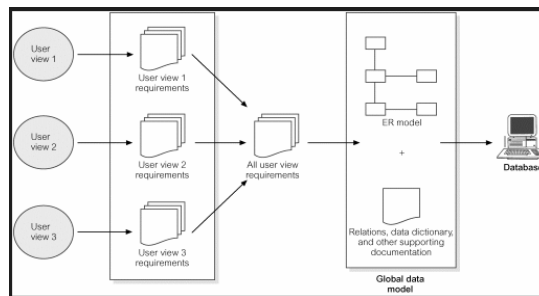 User
view 1
User view 1
requirements
User
view 2
User view 2
requirements
All user view
requirements
User
view 3
User view 3
requirements
ER model
+
Relations, data dictionary,
and other supporting
documentation
Global data
model
Database